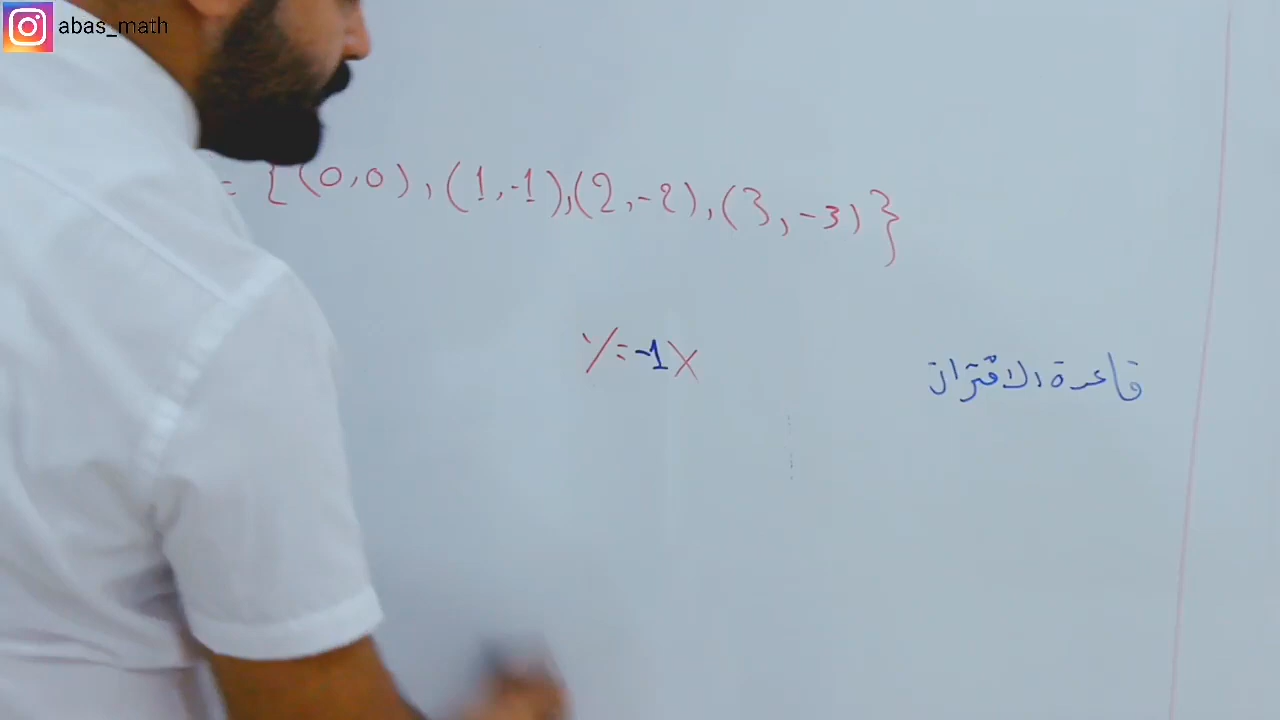 abas_math
= {(0,0),(1,-1),(2,-2),(3,-3)}
y=-1x
قاعدة الاقتران